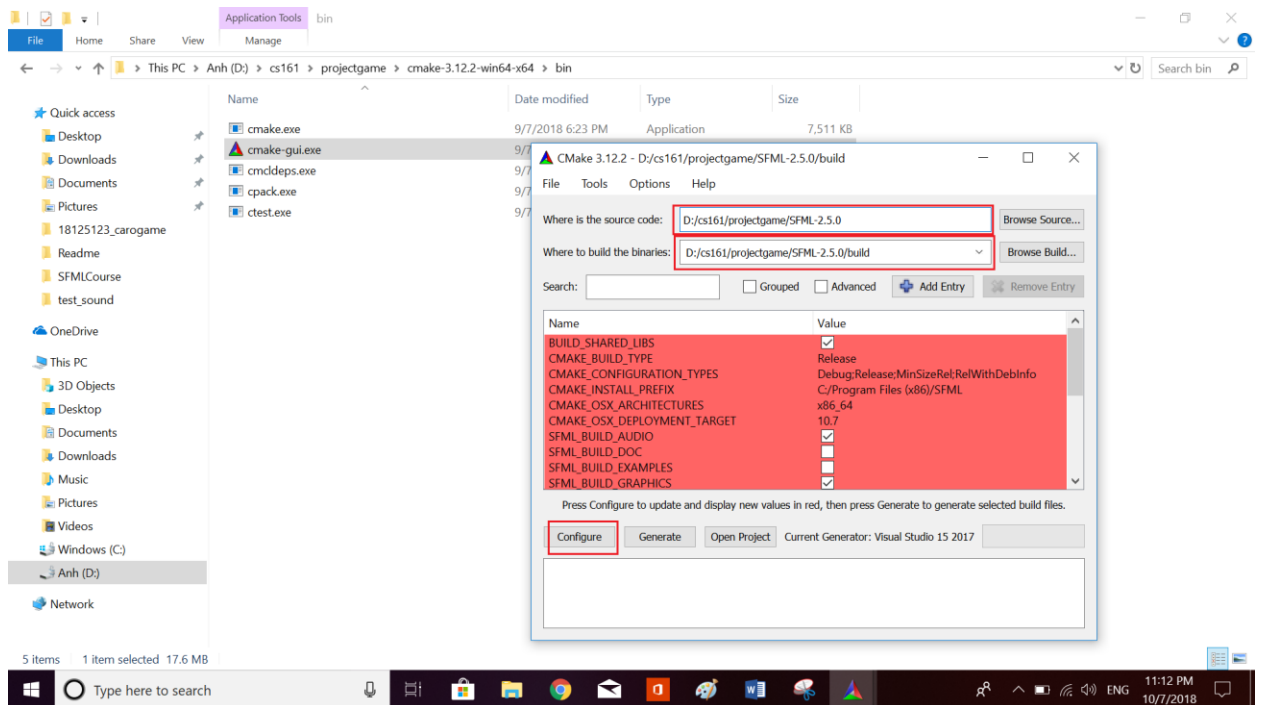 Application Tools bin
File Home Share View Manage
This PC > Anh (D:) > cs161 > projectgame > cmake-3.12.2-win64-x64 > bin
Search bin
Quick access
Desktop
Downloads
Documents
Pictures
18125123_carogame
Readme
SFMLCourse
test_sound
OneDrive
This PC
3D Objects
Desktop
Documents
Downloads
Music
Pictures
Videos
Windows (C:)
Anh (D:)
Network
Name Date modified Type Size
cmake.exe 9/7/2018 6:23 PM Application 7,511 KB
cmake-gui.exe 9/7
cmcldeps.exe 9/7
cpack.exe 9/7
ctest.exe 9/7
CMake 3.12.2 - D:/cs161/projectgame/SFML-2.5.0/build
File Tools Options Help
Where is the source code: D:/cs161/projectgame/SFML-2.5.0 Browse Source...
Where to build the binaries: D:/cs161/projectgame/SFML-2.5.0/build Browse Build...
Search: Grouped Advanced Add Entry Remove Entry
Name Value
BUILD_SHARED_LIBS
CMAKE_BUILD_TYPE Release
CMAKE_CONFIGURATION_TYPES Debug;Release;MinSizeRel;RelWithDebInfo
CMAKE_INSTALL_PREFIX C:/Program Files (x86)/SFML
CMAKE_OSX_ARCHITECTURES x86_64
CMAKE_OSX_DEPLOYMENT_TARGET 10.7
SFML_BUILD_AUDIO
SFML_BUILD_DOC
SFML_BUILD_EXAMPLES
SFML_BUILD_GRAPHICS
Press Configure to update and display new values in red, then press Generate to generate selected build files.
Configure Generate Open Project Current Generator: Visual Studio 15 2017
5 items 1 item selected 17.6 MB
Type here to search
ENG
11:12 PM
10/7/2018